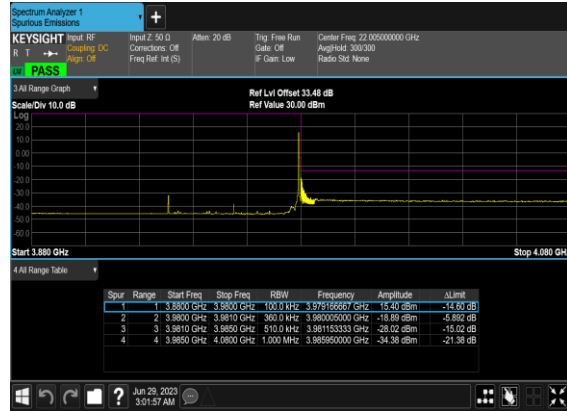 Spectrum Analyzer 1
Spurious Emissions
KEYSIGHT Input: RF Input Z: 50 Ω Atten: 20 dB Trig: Free Run Center Freq: 22.005000000 GHz
R T Coupling: DC Corrections: Off Gate: Off Avg|Hold: 300/300
Align: Off Freq Ref: Int (S) IF Gain: Low Radio Std: None
PASS
3 All Range Graph
Ref Lvl Offset 33.48 dB
Scale/Div 10.0 dB Ref Value 30.00 dBm
Log
20.0
10.0
0.00
-10.0
-20.0
-30.0
-40.0
-50.0
-60.0
Start 3.880 GHz Stop 4.080 GH
4 All Range Table
Spur Range Start Freq Stop Freq RBW Frequency Amplitude ΔLimit
1 1 3.8800 GHz 3.9800 GHz 100.0 kHz 3.979166667 GHz 15.40 dBm -14.60 dB
2 2 3.9800 GHz 3.9810 GHz 360.0 kHz 3.980005000 GHz -18.89 dBm -5.892 dB
3 3 3.9810 GHz 3.9850 GHz 510.0 kHz 3.981153333 GHz -28.02 dBm -15.02 dB
4 4 3.9850 GHz 4.0800 GHz 1.000 MHz 3.985950000 GHz -34.38 dBm -21.38 dB
Jun 29, 2023
3:01:57 AM